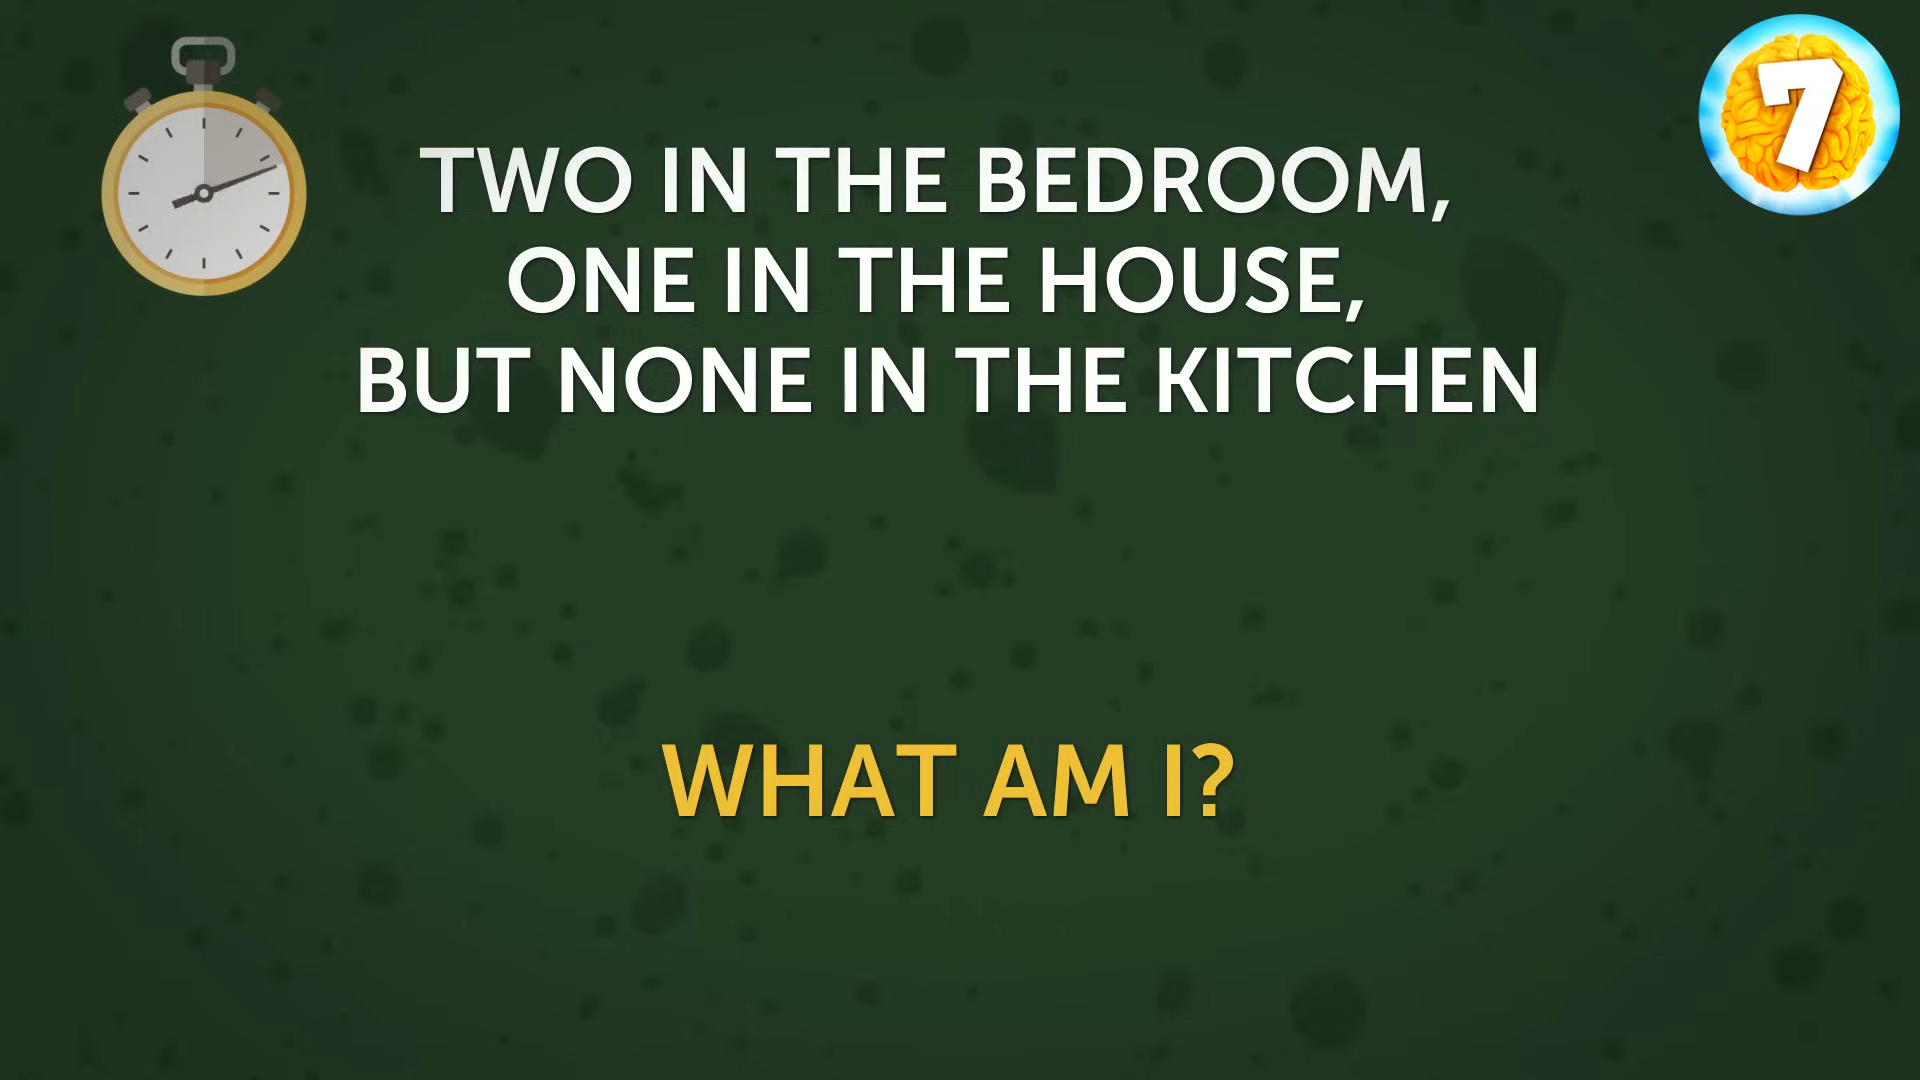 7
TWO IN THE BEDROOM,
ONE IN THE HOUSE,
BUT NONE IN THE KITCHEN
WHAT AM I?